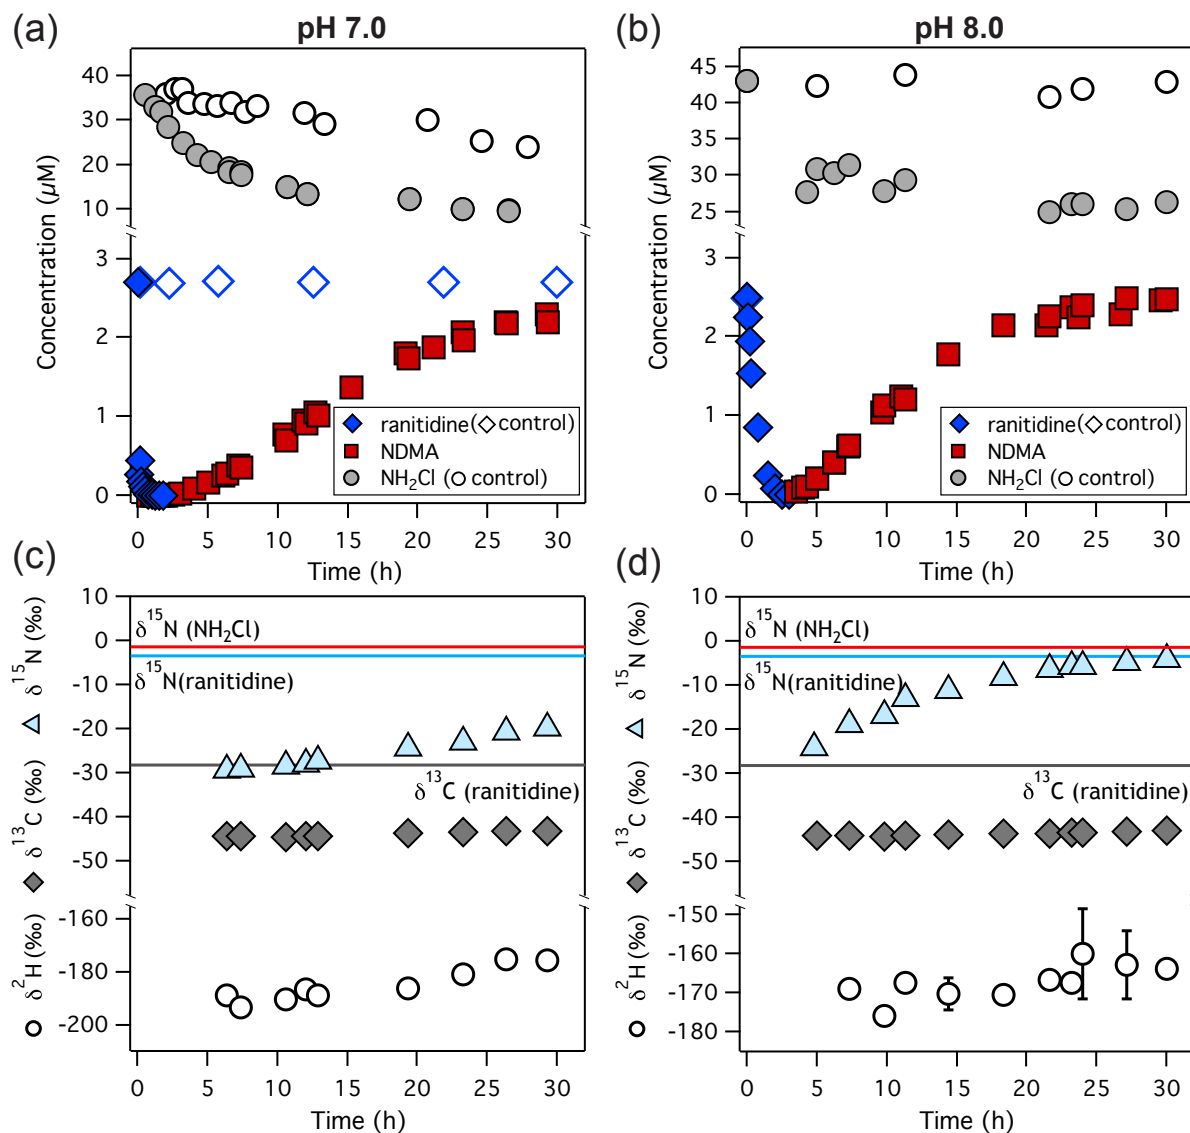 (a)
pH 7.0
Concentration (µM)
40
30
20
10
3
2
1
0
ranitidine(◇ control)
NDMA
NH₂Cl (○ control)
0
5
10
15
20
25
30
Time (h)
(b)
pH 8.0
Concentration (µM)
45
40
35
30
25
3
2
1
0
ranitidine(◇ control)
NDMA
NH₂Cl (○ control)
5
10
15
20
25
30
Time (h)
(c)
δ²H (‰)
δ¹³C (‰)
δ¹⁵N (‰)
10
0
-10
-20
-30
-40
-50
-160
-180
-200
δ¹⁵N (NH₂Cl)
δ¹⁵N(ranitidine)
δ¹³C (ranitidine)
0
5
10
15
20
25
30
Time (h)
(d)
δ²H (‰)
δ¹³C (‰)
δ¹⁵N (‰)
10
0
-10
-20
-30
-40
-50
-150
-160
-170
-180
δ¹⁵N (NH₂Cl)
δ¹⁵N(ranitidine)
δ¹³C (ranitidine)
0
5
10
15
20
25
30
Time (h)